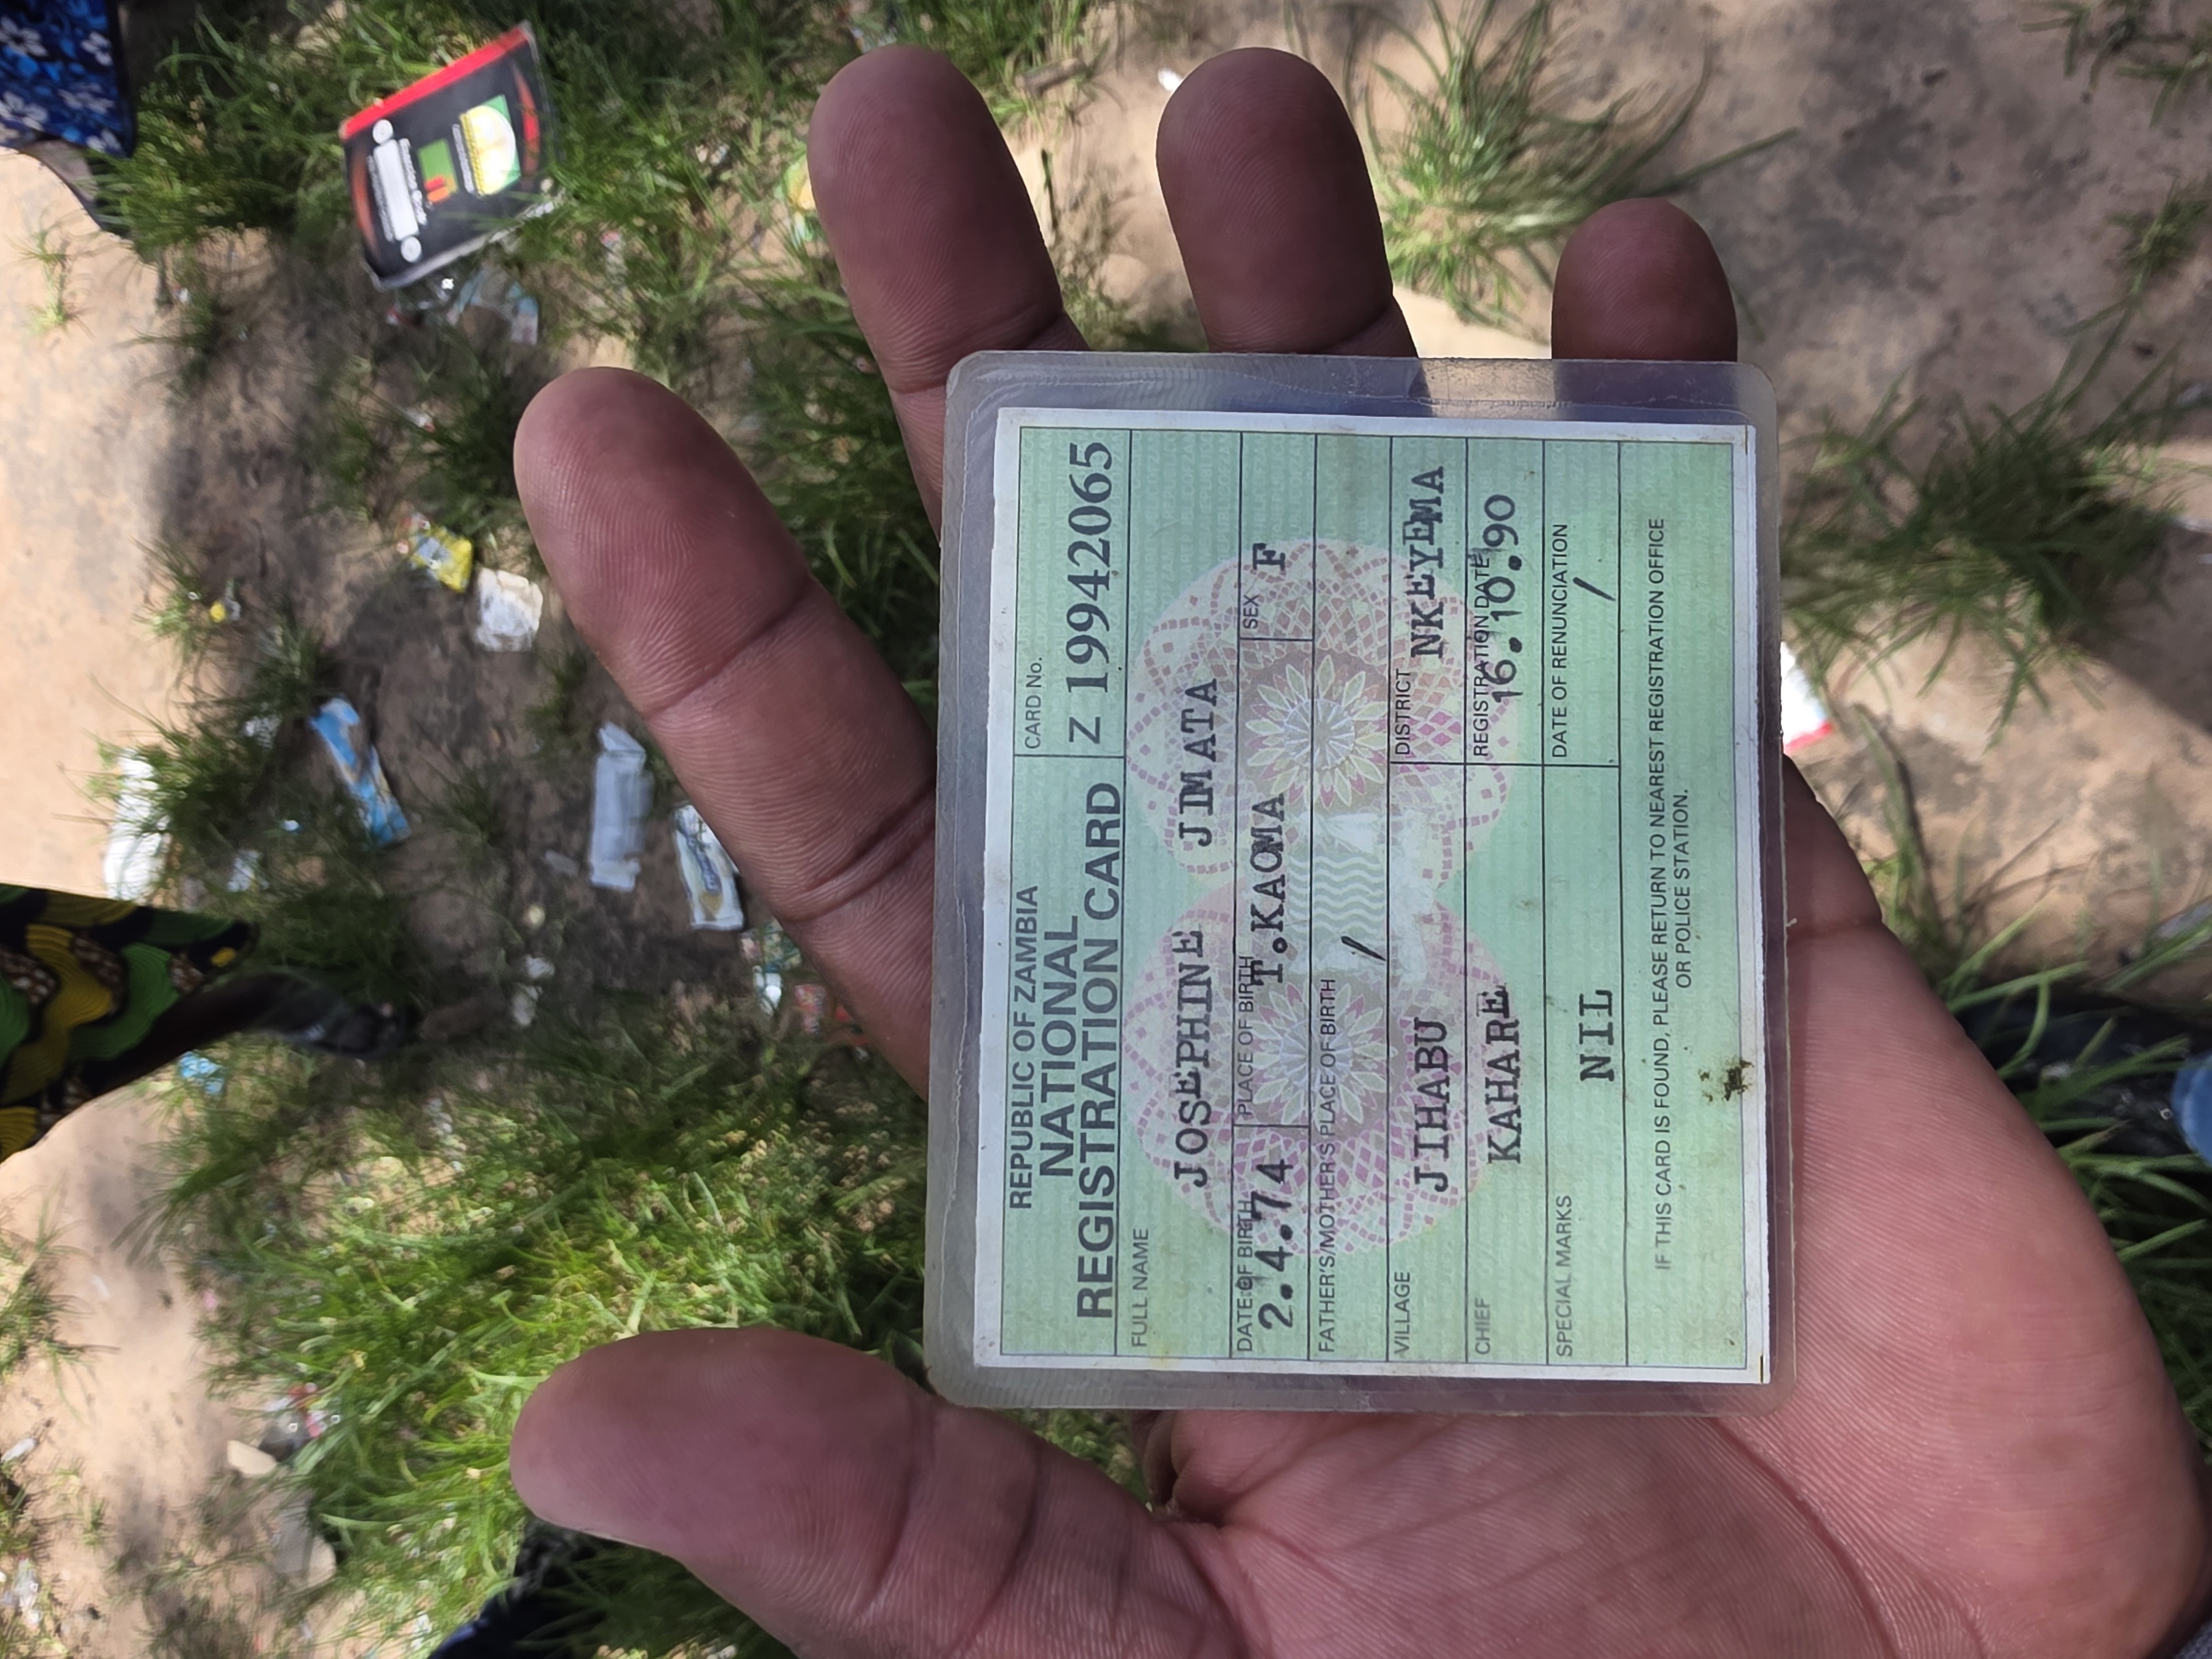 REPUBLIC OF ZAMBIA
NATIONAL
REGISTRATION CARD
CARD No.
Z 19942065
FULL NAME
JOSEPHINE JIMATA
DATE OF BIRTH
2.4.74
PLACE OF BIRTH
T.KAOMA
SEX
F
FATHER'S/MOTHER'S PLACE OF BIRTH
/
VILLAGE
JIHABU
DISTRICT
NKEYEMA
CHIEF
KAHARE
REGISTRATION DATE
16.10.90
SPECIAL MARKS
NIL
DATE OF RENUNCIATION
/
IF THIS CARD IS FOUND, PLEASE RETURN TO NEAREST REGISTRATION OFFICE
OR POLICE STATION.